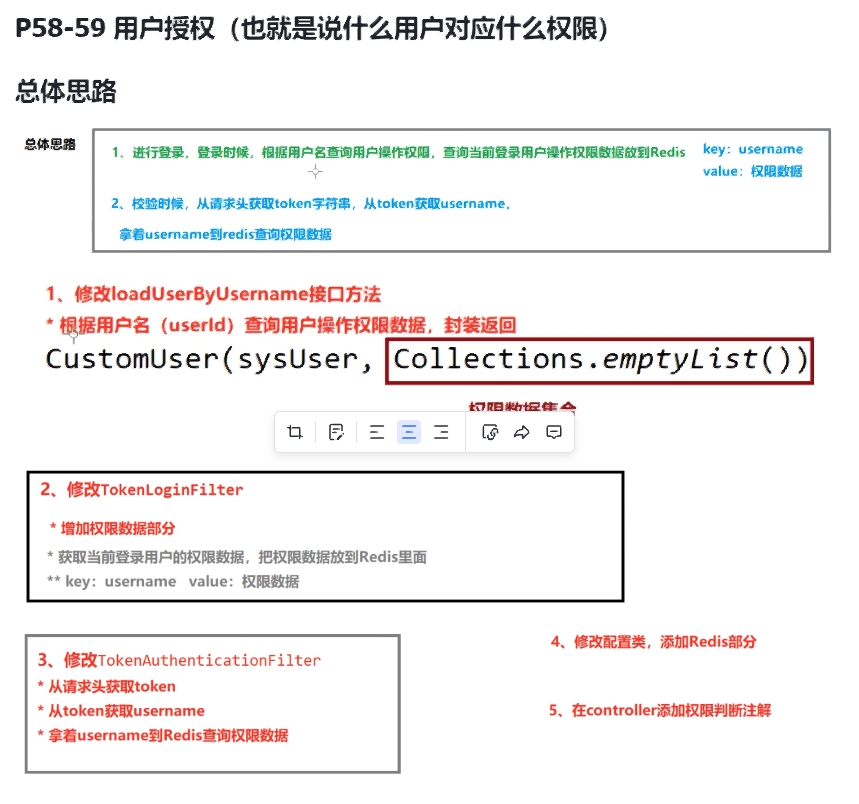 P58-59 用户授权（也就是说什么用户对应什么权限）
总体思路
总体思路
1、进行登录，登录时候，根据用户名查询用户操作权限，查询当前登录用户操作权限数据放到Redis
key：username
value：权限数据
2、校验时候，从请求头获取token字符串，从token获取username，
拿着username到redis查询权限数据
1、修改loadUserByUsername接口方法
* 根据用户名（userId）查询用户操作权限数据，封装返回
CustomUser(sysUser, Collections.emptyList())
权限数据集合
2、修改TokenLoginFilter
* 增加权限数据部分
* 获取当前登录用户的权限数据，把权限数据放到Redis里面
** key：username value：权限数据
3、修改TokenAuthenticationFilter
* 从请求头获取token
* 从token获取username
* 拿着username到Redis查询权限数据
4、修改配置类，添加Redis部分
5、在controller添加权限判断注解